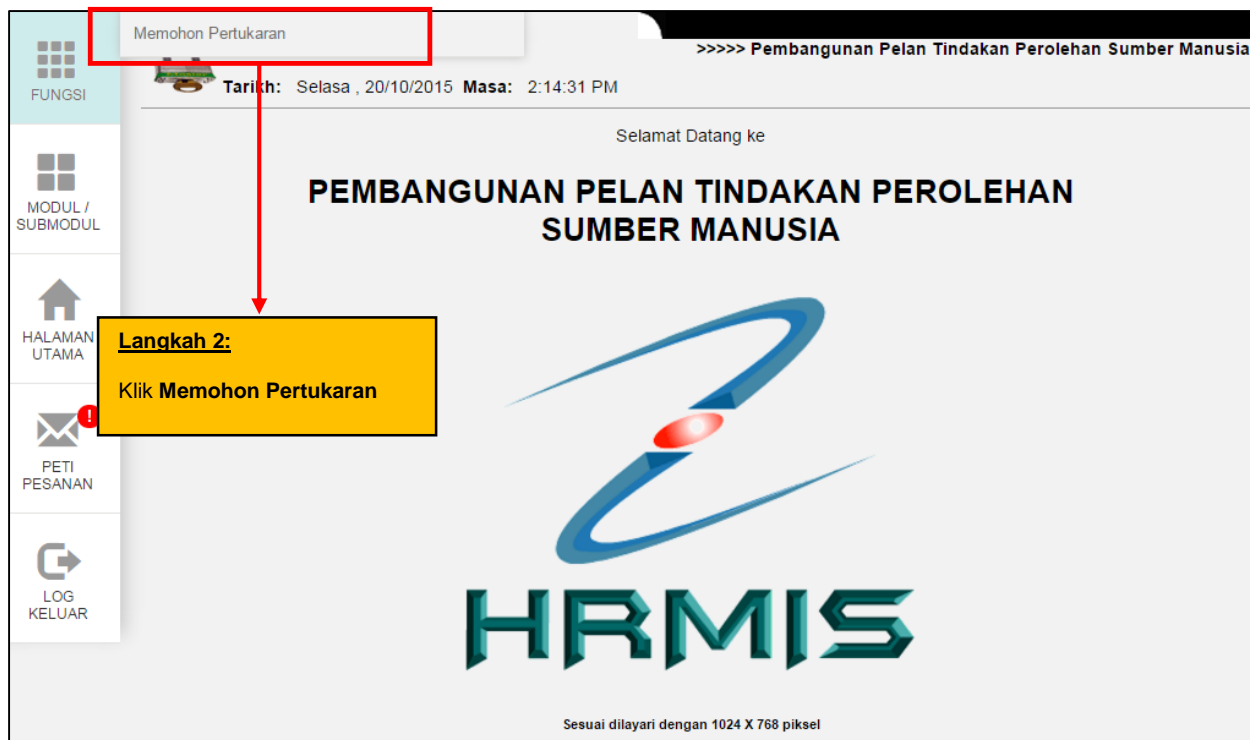 Memohon Pertukaran
>>>>> Pembangunan Pelan Tindakan Perolehan Sumber Manusia
Tarikh: Selasa , 20/10/2015 Masa: 2:14:31 PM
FUNGSI
MODUL /
SUBMODUL
HALAMAN
UTAMA
!
PETI
PESANAN
LOG
KELUAR
Selamat Datang ke
PEMBANGUNAN PELAN TINDAKAN PEROLEHAN
SUMBER MANUSIA
Langkah 2:
Klik Memohon Pertukaran
HRMIS
Sesuai dilayari dengan 1024 X 768 piksel